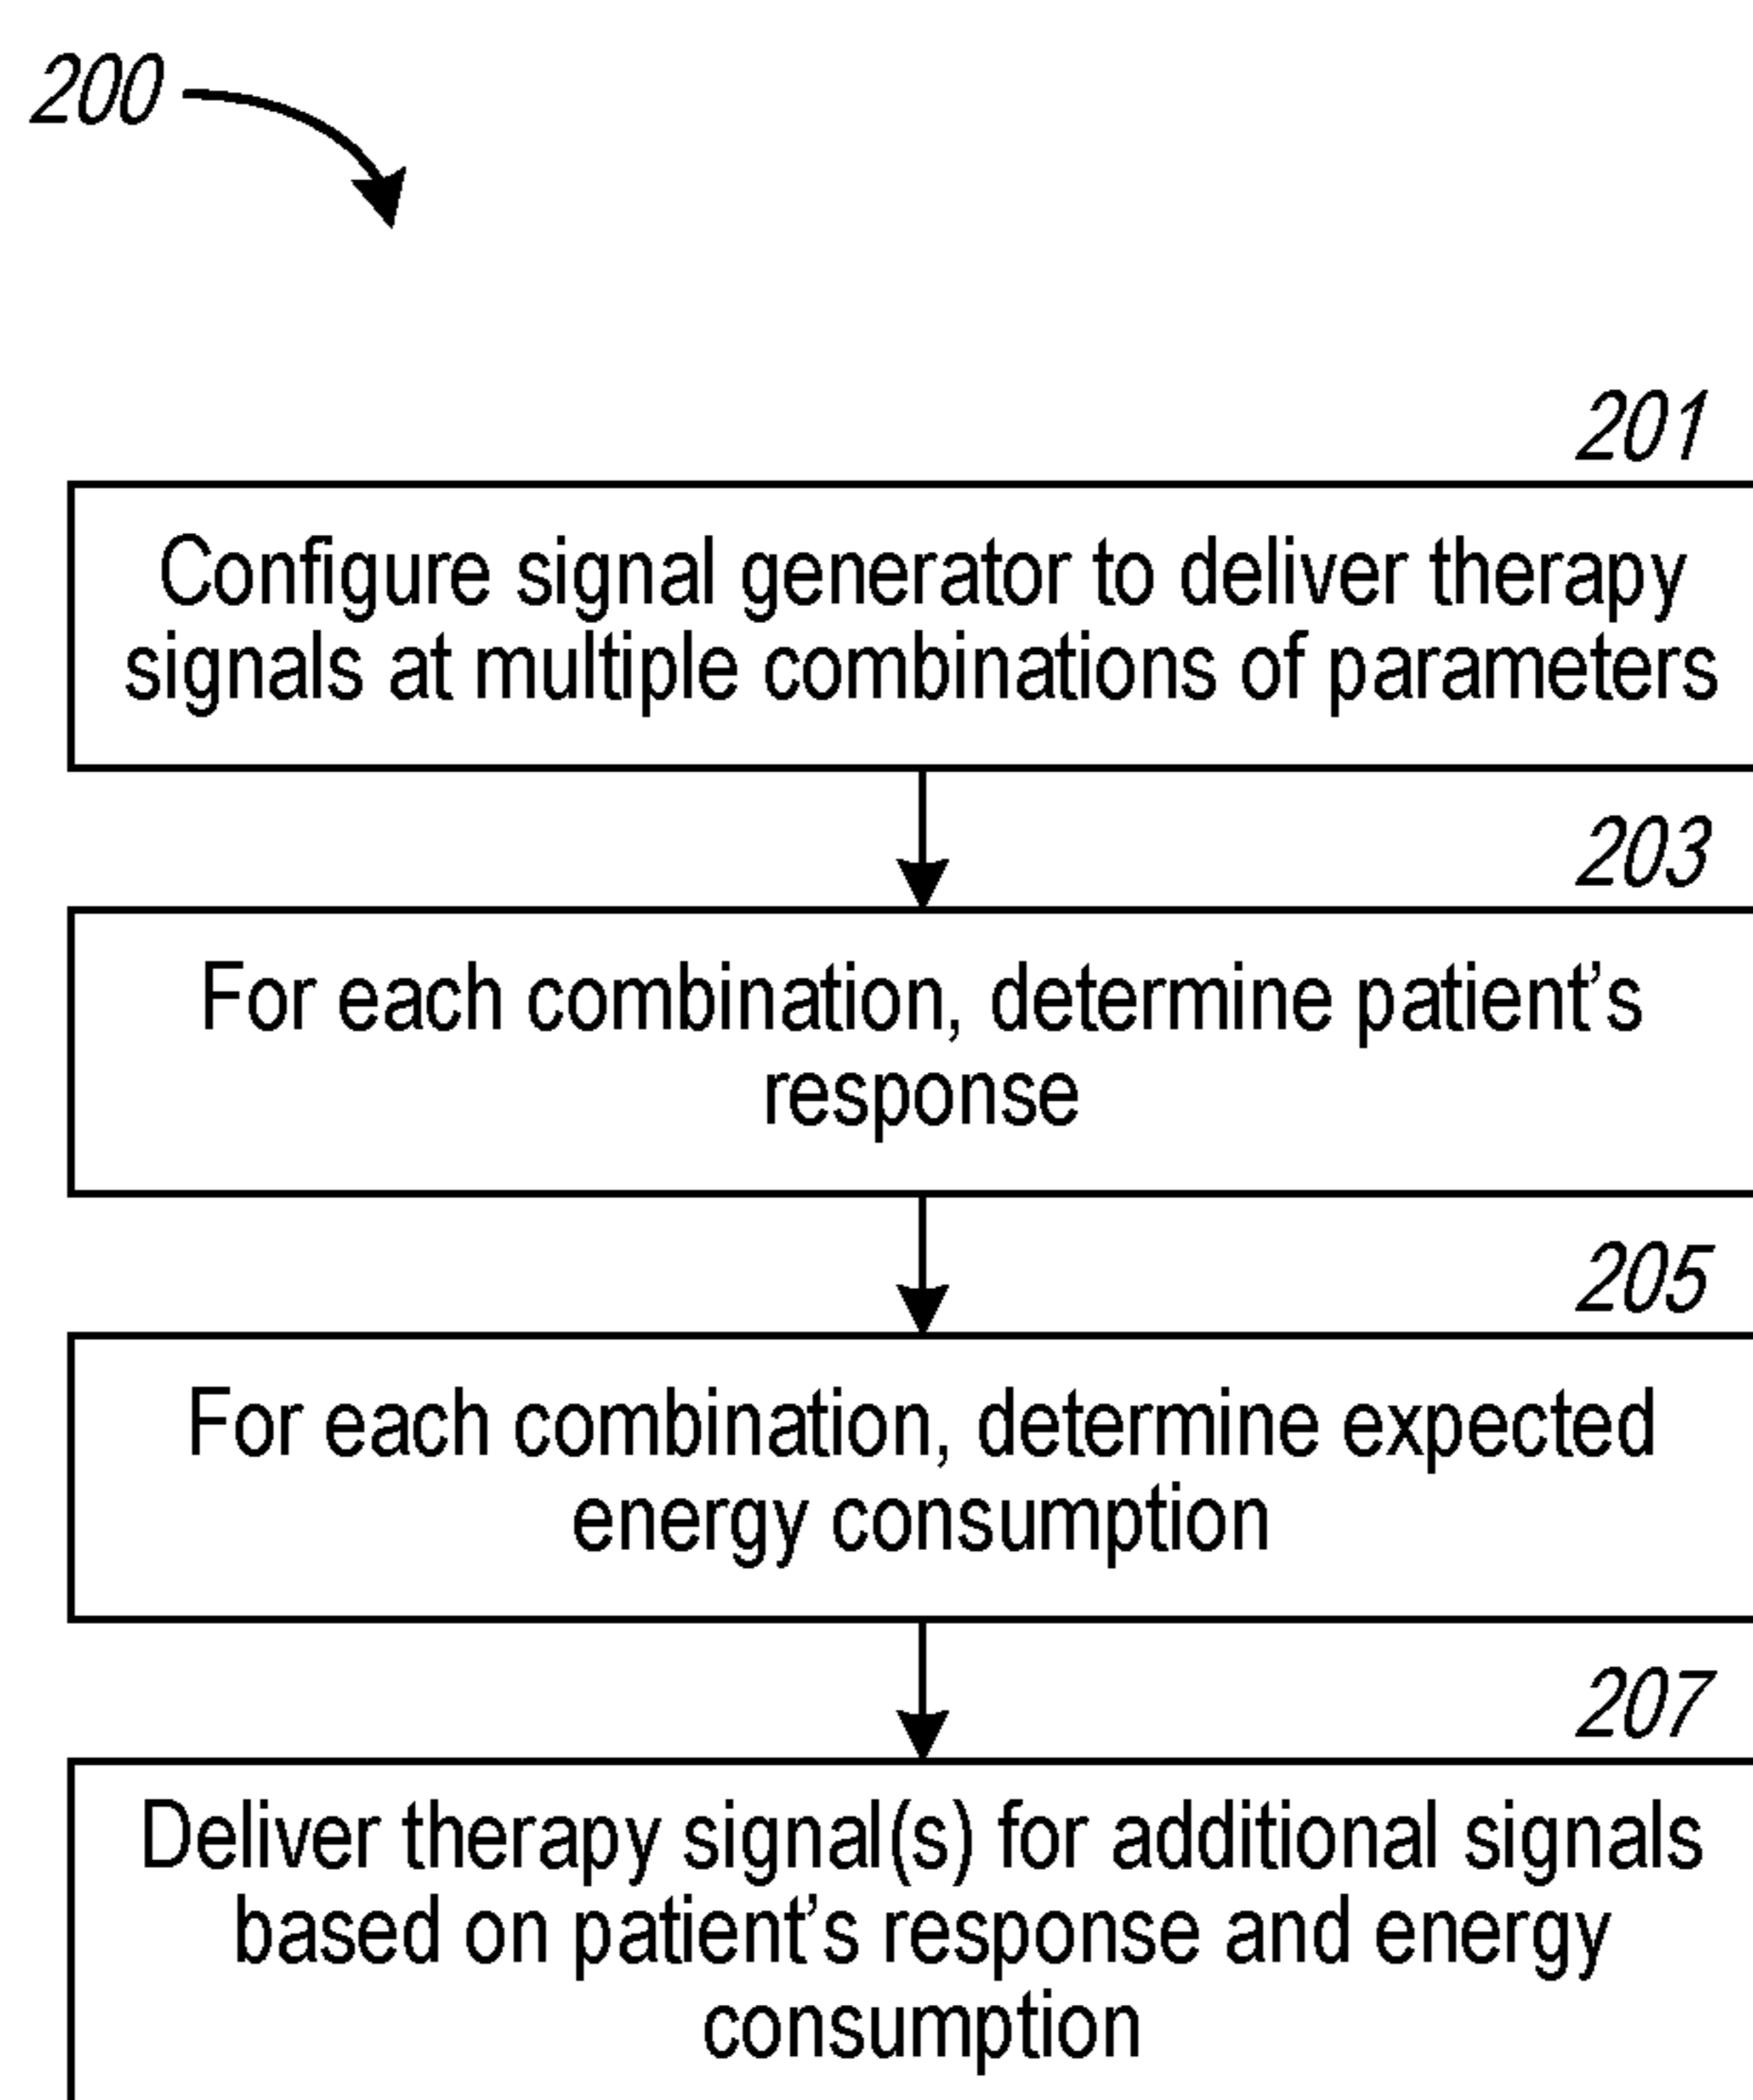 200
201
Configure signal generator to deliver therapy
signals at multiple combinations of parameters
203
For each combination, determine patient’s
response
205
For each combination, determine expected
energy consumption
207
Deliver therapy signal(s) for additional signals
based on patient’s response and energy
consumption